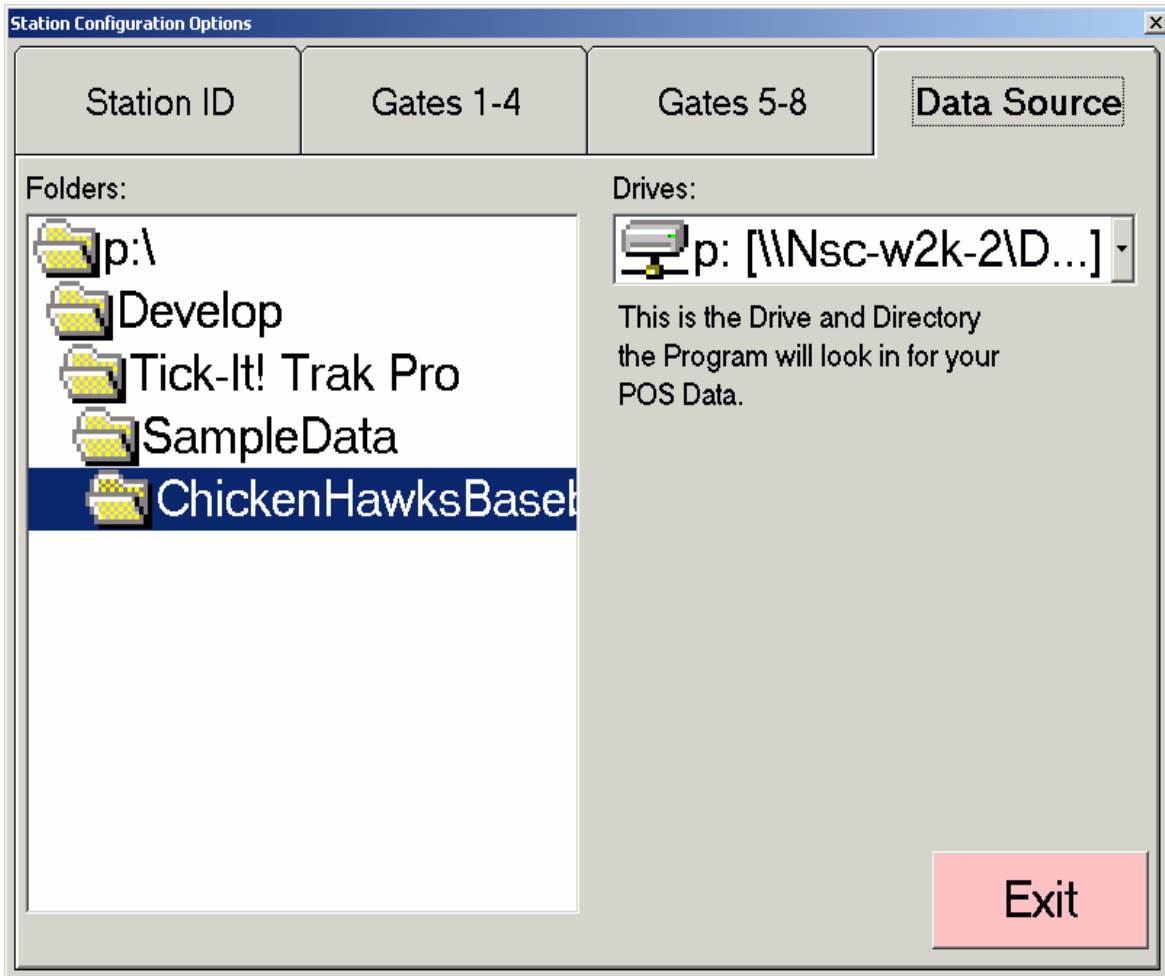 Station Configuration Options
Station ID
Gates 1-4
Gates 5-8
Data Source
Folders:
p:\
Develop
Tick-It! Trak Pro
SampleData
ChickenHawksBaseb
Drives:
p: [\\Nsc-w2k-2\D...]
This is the Drive and Directory
the Program will look in for your
POS Data.
Exit